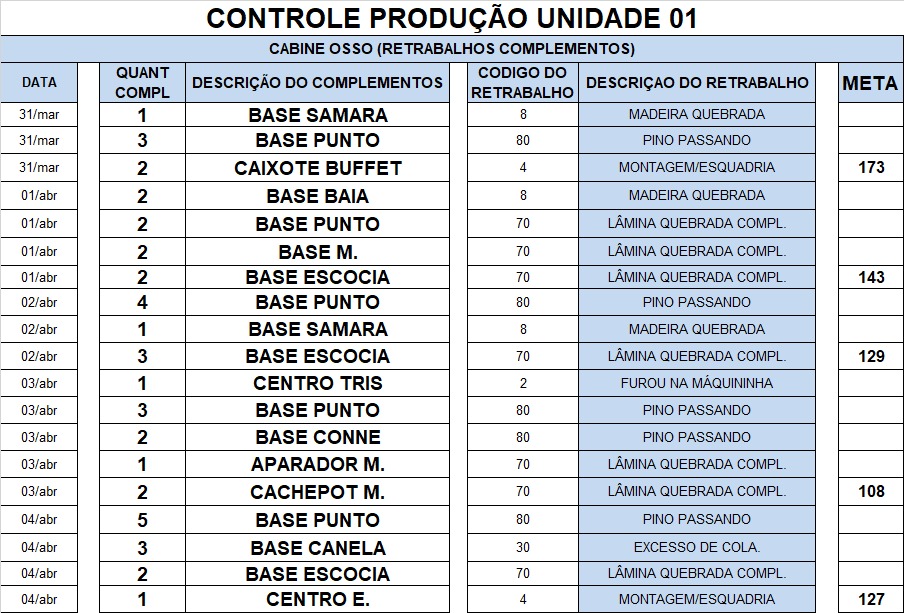 CONTROLE PRODUÇÃO UNIDADE 01
CABINE OSSO (RETRABALHOS COMPLEMENTOS)
DATA QUANT COMPL DESCRIÇÃO DO COMPLEMENTOS CODIGO DO RETRABALHO DESCRIÇAO DO RETRABALHO META
31/mar 1 BASE SAMARA 8 MADEIRA QUEBRADA
31/mar 3 BASE PUNTO 80 PINO PASSANDO
31/mar 2 CAIXOTE BUFFET 4 MONTAGEM/ESQUADRIA 173
01/abr 2 BASE BAIA 8 MADEIRA QUEBRADA
01/abr 2 BASE PUNTO 70 LÂMINA QUEBRADA COMPL.
01/abr 2 BASE M. 70 LÂMINA QUEBRADA COMPL.
01/abr 2 BASE ESCOCIA 70 LÂMINA QUEBRADA COMPL. 143
02/abr 4 BASE PUNTO 80 PINO PASSANDO
02/abr 1 BASE SAMARA 8 MADEIRA QUEBRADA
02/abr 3 BASE ESCOCIA 70 LÂMINA QUEBRADA COMPL. 129
03/abr 1 CENTRO TRIS 2 FUROU NA MÁQUININHA
03/abr 3 BASE PUNTO 80 PINO PASSANDO
03/abr 2 BASE CONNE 80 PINO PASSANDO
03/abr 1 APARADOR M. 70 LÂMINA QUEBRADA COMPL.
03/abr 2 CACHEPOT M. 70 LÂMINA QUEBRADA COMPL. 108
04/abr 5 BASE PUNTO 80 PINO PASSANDO
04/abr 3 BASE CANELA 30 EXCESSO DE COLA.
04/abr 2 BASE ESCOCIA 70 LÂMINA QUEBRADA COMPL.
04/abr 1 CENTRO E. 4 MONTAGEM/ESQUADRIA 127